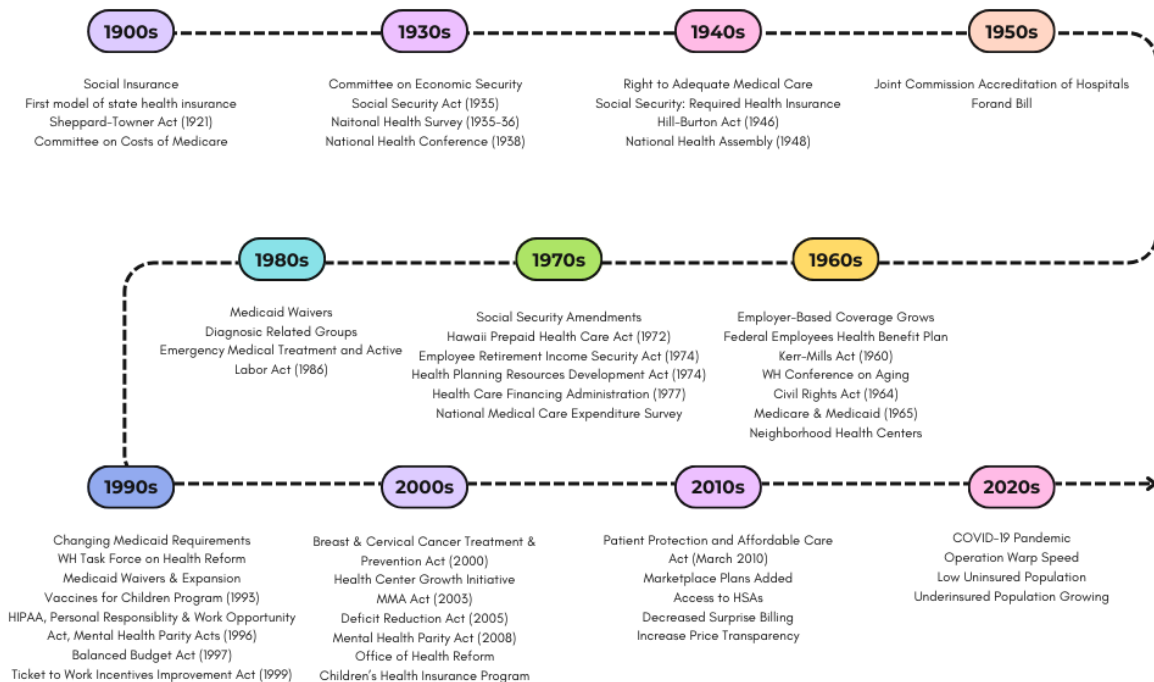 1900s
Social Insurance
First model of state health insurance
Sheppard-Towner Act (1921)
Committee on Costs of Medicare
1930s
Committee on Economic Security
Social Security Act (1935)
Naitonal Health Survey (1935-36)
National Health Conference (1938)
1940s
Right to Adequate Medical Care
Social Security: Required Health Insurance
Hill-Burton Act (1946)
National Health Assembly (1948)
1950s
Joint Commission Accreditation of Hospitals
Forand Bill
1980s
Medicaid Waivers
Diagnosic Related Groups
Emergency Medical Treatment and Active
Labor Act (1986)
1970s
Social Security Amendments
Hawaii Prepaid Health Care Act (1972)
Employee Retirement Income Security Act (1974)
Health Planning Resources Development Act (1974)
Health Care Financing Administration (1977)
National Medical Care Expenditure Survey
1960s
Employer-Based Coverage Grows
Federal Employees Health Benefit Plan
Kerr-Mills Act (1960)
WH Conference on Aging
Civil Rights Act (1964)
Medicare & Medicaid (1965)
Neighborhood Health Centers
1990s
Changing Medicaid Requirements
WH Task Force on Health Reform
Medicaid Waivers & Expansion
Vaccines for Children Program (1993)
HIPAA, Personal Responsiblity & Work Opportunity
Act, Mental Health Parity Acts (1996)
Balanced Budget Act (1997)
Ticket to Work Incentives Improvement Act (1999)
2000s
Breast & Cervical Cancer Treatment &
Prevention Act (2000)
Health Center Growth Initiative
MMA Act (2003)
Deficit Reduction Act (2005)
Mental Health Parity Act (2008)
Office of Health Reform
Children's Health Insurance Program
2010s
Patient Protection and Affordable Care
Act (March 2010)
Marketplace Plans Added
Access to HSAs
Decreased Surprise Billing
Increase Price Transparency
2020s
COVID-19 Pandemic
Operation Warp Speed
Low Uninsured Population
Underinsured Population Growing